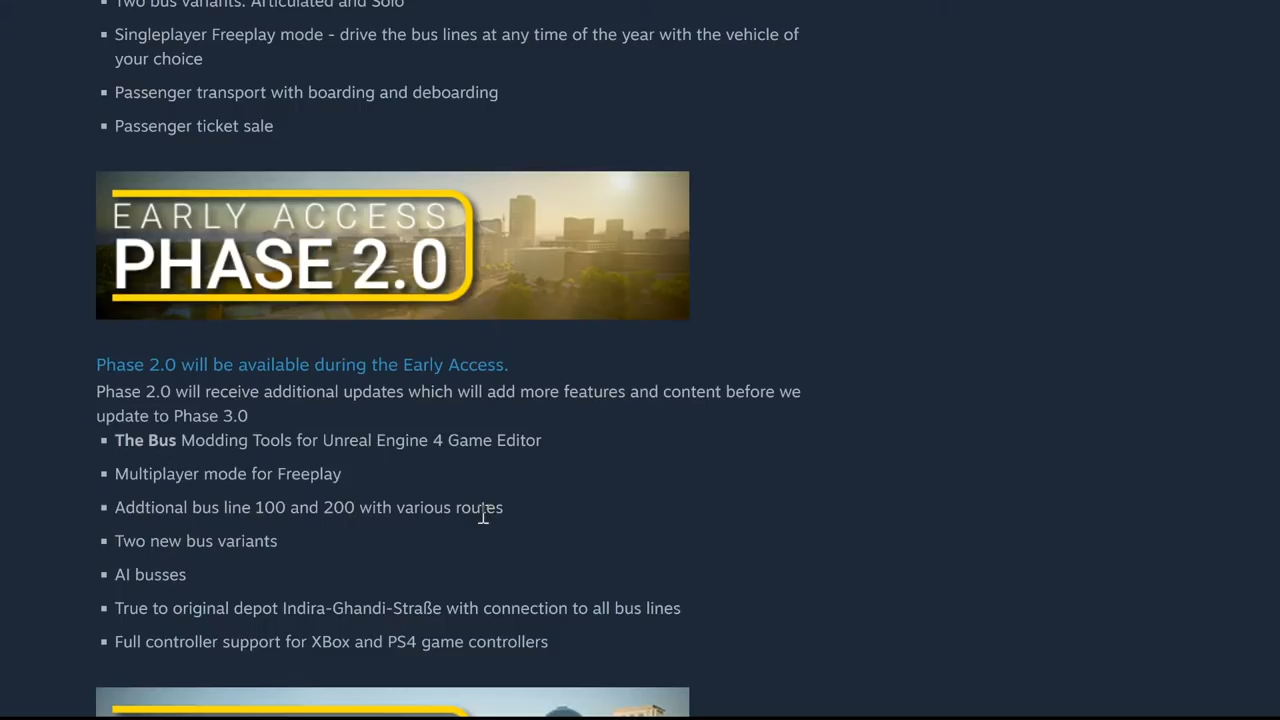 Two bus variants: Articulated and Solo
Singleplayer Freeplay mode - drive the bus lines at any time of the year with the vehicle of
your choice
Passenger transport with boarding and deboarding
Passenger ticket sale
EARLY ACCESS
PHASE 2.0
Phase 2.0 will be available during the Early Access.
Phase 2.0 will receive additional updates which will add more features and content before we
update to Phase 3.0
The Bus Modding Tools for Unreal Engine 4 Game Editor
Multiplayer mode for Freeplay
Addtional bus line 100 and 200 with various routes
Two new bus variants
AI busses
True to original depot Indira-Ghandi-Straße with connection to all bus lines
Full controller support for XBox and PS4 game controllers